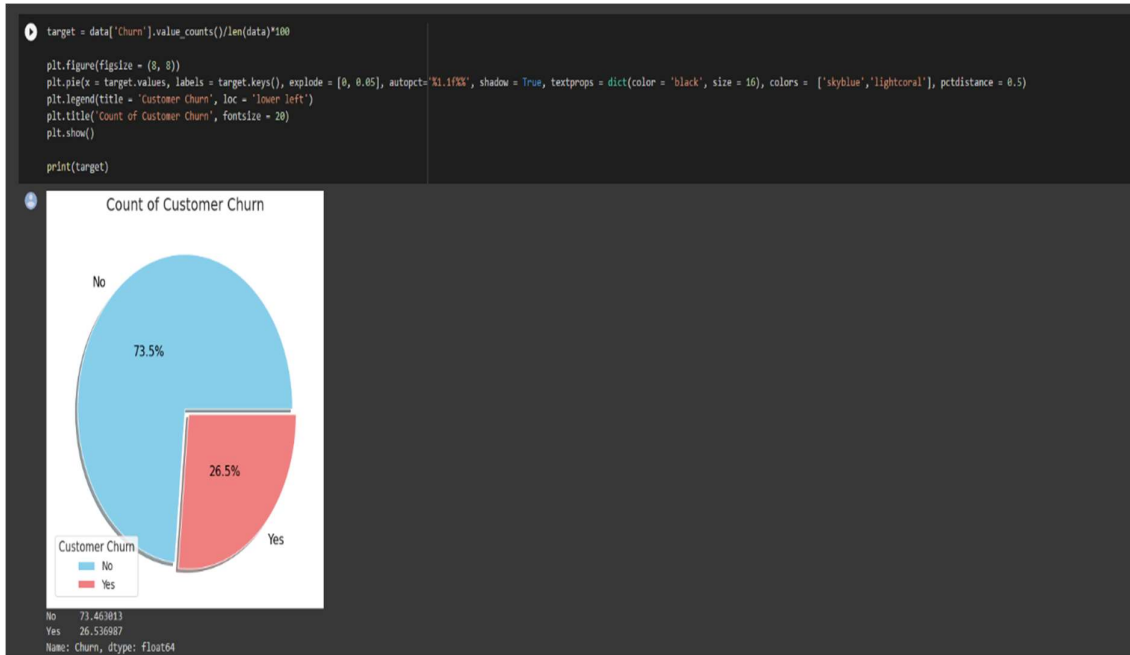 target = data['Churn'].value_counts()/len(data)*100
plt.figure(figsize = (8, 8))
plt.pie(x = target.values, labels = target.keys(), explode = [0, 0.05], autopct='%1.1f%%', shadow = True, textprops = dict(color = 'black', size = 16), colors =  ['skyblue','lightcoral'], pctdistance = 0.5)
plt.legend(title = 'Customer Churn', loc = 'lower left')
plt.title('Count of Customer Churn', fontsize = 20)
plt.show()
print(target)
Count of Customer Churn
No
73.5%
26.5%
Yes
Customer Churn
No
Yes
No 73.463013
Yes 26.536987
Name: Churn, dtype: float64